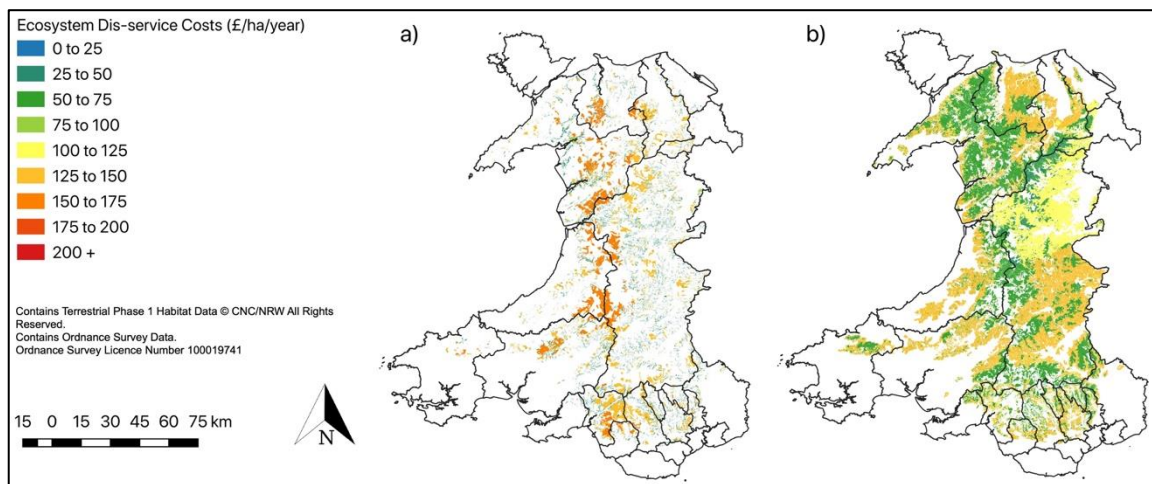 Ecosystem Dis-service Costs (£/ha/year)
0 to 25
25 to 50
50 to 75
75 to 100
100 to 125
125 to 150
150 to 175
175 to 200
200 +
Contains Terrestrial Phase 1 Habitat Data © CNC/NRW All Rights
Reserved.
Contains Ordnance Survey Data.
Ordnance Survey Licence Number 100019741
15 0 15 30 45 60 75 km
N
a)
b)